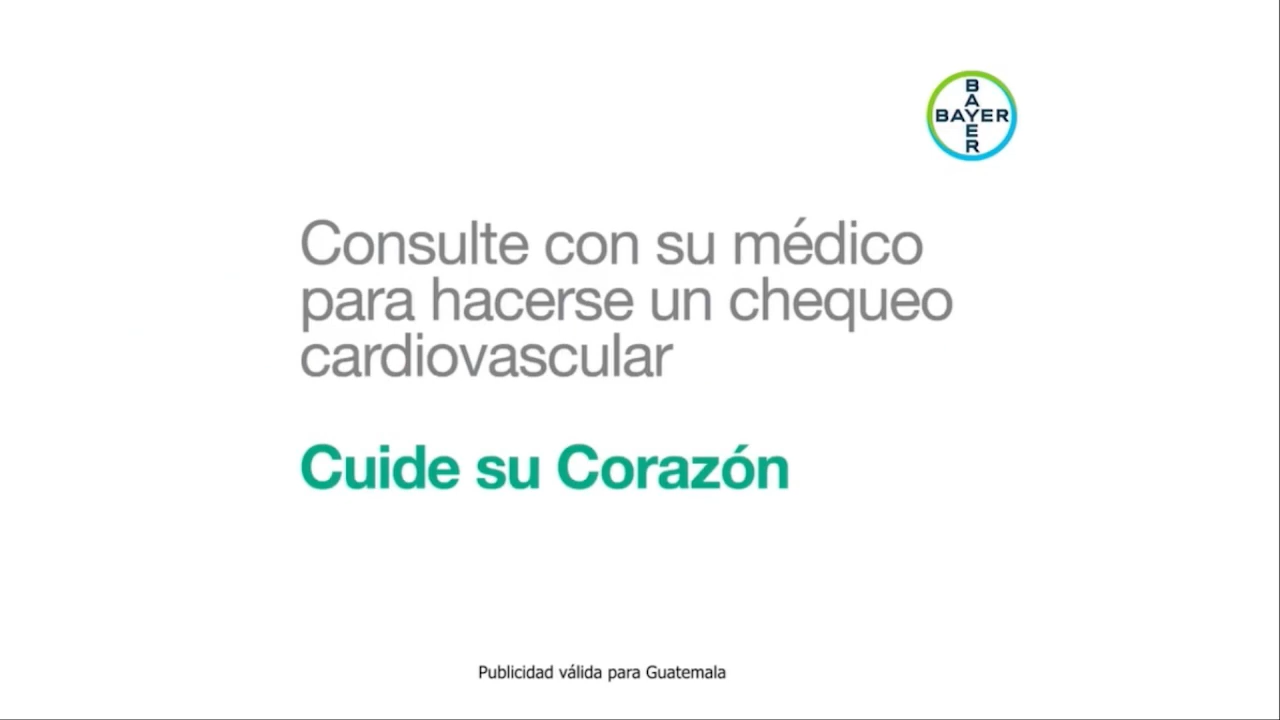 BAYER
BAYER
Consulte con su médico
para hacerse un chequeo
cardiovascular
Cuide su Corazón
Publicidad válida para Guatemala